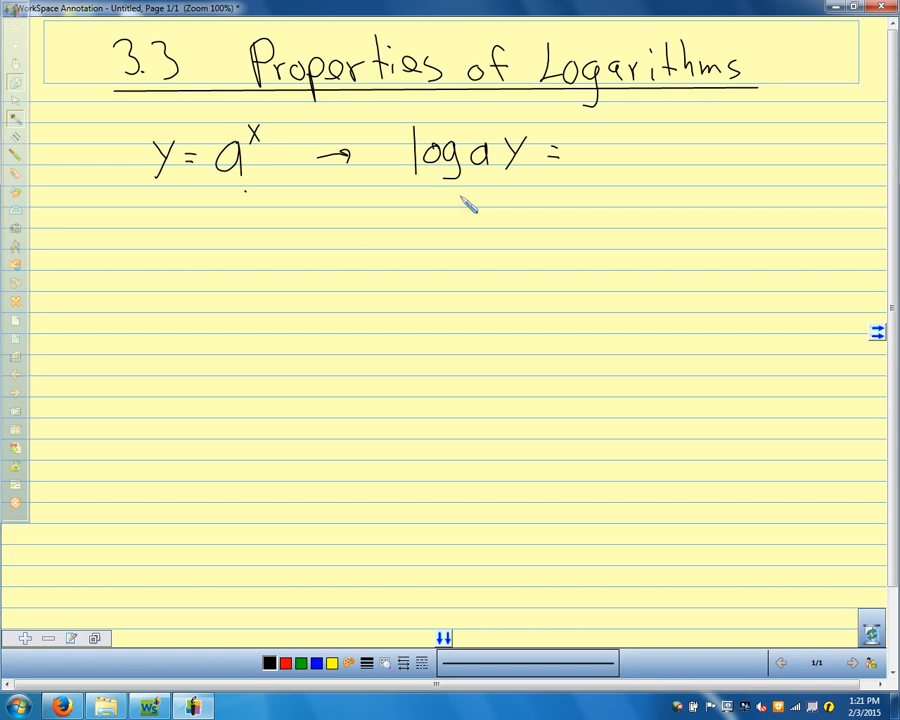 WorkSpace Annotation - Untitled, Page 1/1 (Zoom 100%) *
3.3 Properties of Logarithms
y = a^x → log a y =
1/1
1:21 PM
2/3/2015